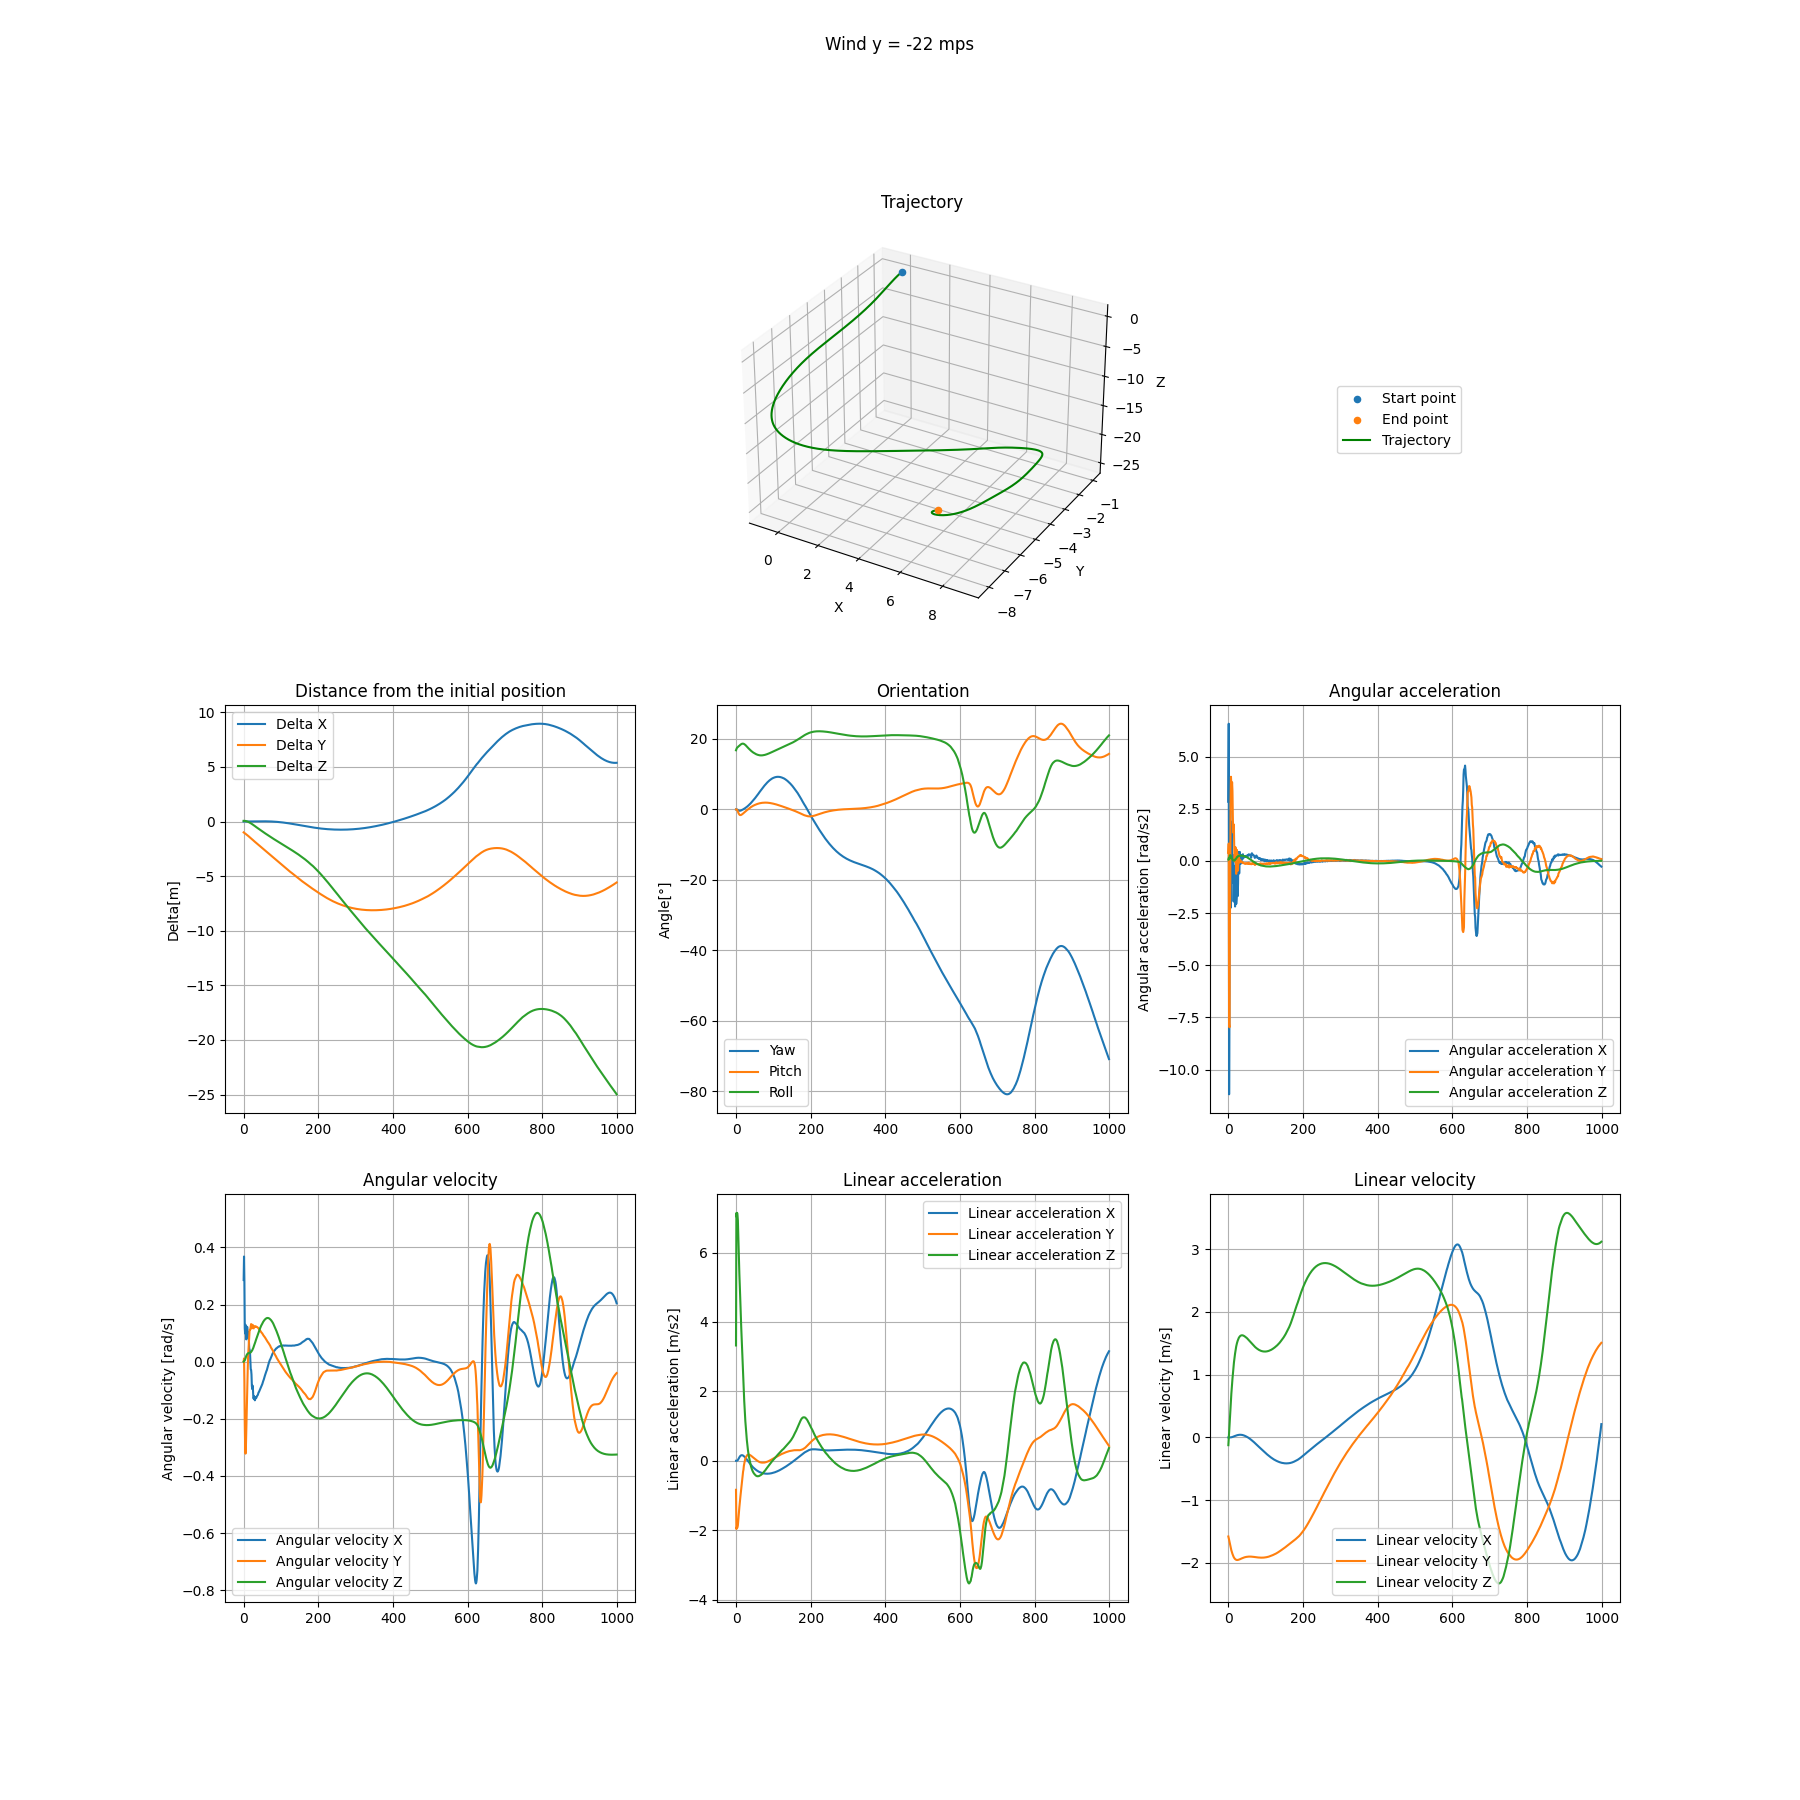 Wind y = -22 mps
Trajectory
0
−5
−10
−15
−20
−25
Z
−1
−2
−3
−4
−5
−6
−7
−8
Y
0
2
4
6
8
X
Start point
End point
Trajectory
Distance from the initial position
Delta[m]
10
5
0
−5
−10
−15
−20
−25
Delta X
Delta Y
Delta Z
0 200 400 600 800 1000
Orientation
Angle[°]
20
0
−20
−40
−60
−80
Yaw
Pitch
Roll
0 200 400 600 800 1000
Angular acceleration
Angular acceleration [rad/s2]
5.0
2.5
0.0
−2.5
−5.0
−7.5
−10.0
Angular acceleration X
Angular acceleration Y
Angular acceleration Z
0 200 400 600 800 1000
Angular velocity
Angular velocity [rad/s]
0.4
0.2
0.0
−0.2
−0.4
−0.6
−0.8
Angular velocity X
Angular velocity Y
Angular velocity Z
0 200 400 600 800 1000
Linear acceleration
Linear acceleration [m/s2]
6
4
2
0
−2
−4
Linear acceleration X
Linear acceleration Y
Linear acceleration Z
0 200 400 600 800 1000
Linear velocity
Linear velocity [m/s]
3
2
1
0
−1
−2
Linear velocity X
Linear velocity Y
Linear velocity Z
0 200 400 600 800 1000